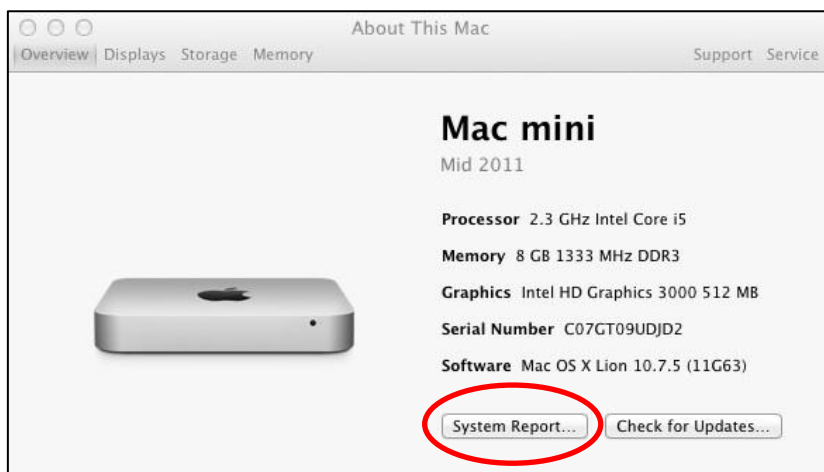 About This Mac
Overview Displays Storage Memory Support Service
Mac mini
Mid 2011
Processor 2.3 GHz Intel Core i5
Memory 8 GB 1333 MHz DDR3
Graphics Intel HD Graphics 3000 512 MB
Serial Number C07GT09UDJD2
Software Mac OS X Lion 10.7.5 (11G63)
System Report... Check for Updates...